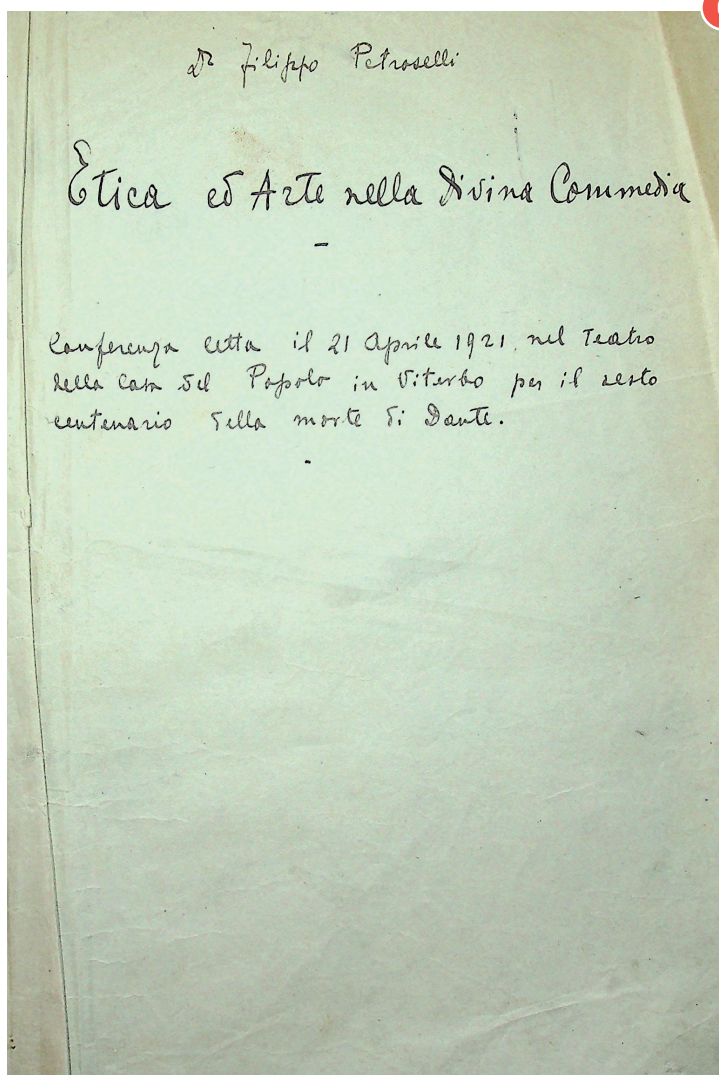 Dr Filippo Petroselli
Etica ed Arte nella Divina Commedia
Conferenza letta il 21 Aprile 1921 nel Teatro
della Casa del Popolo in Viterbo per il sesto
centenario della morte di Dante.